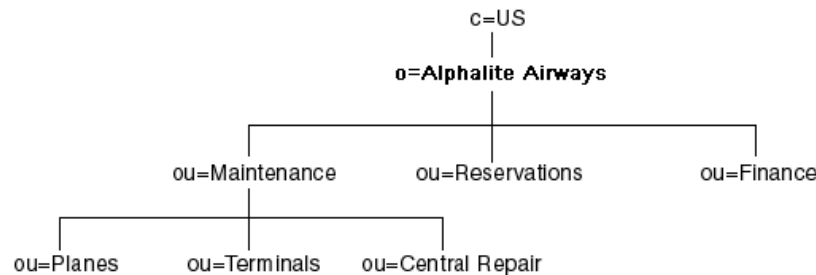 c=US
o=Alphalite Airways
ou=Maintenance ou=Reservations ou=Finance
ou=Planes ou=Terminals ou=Central Repair